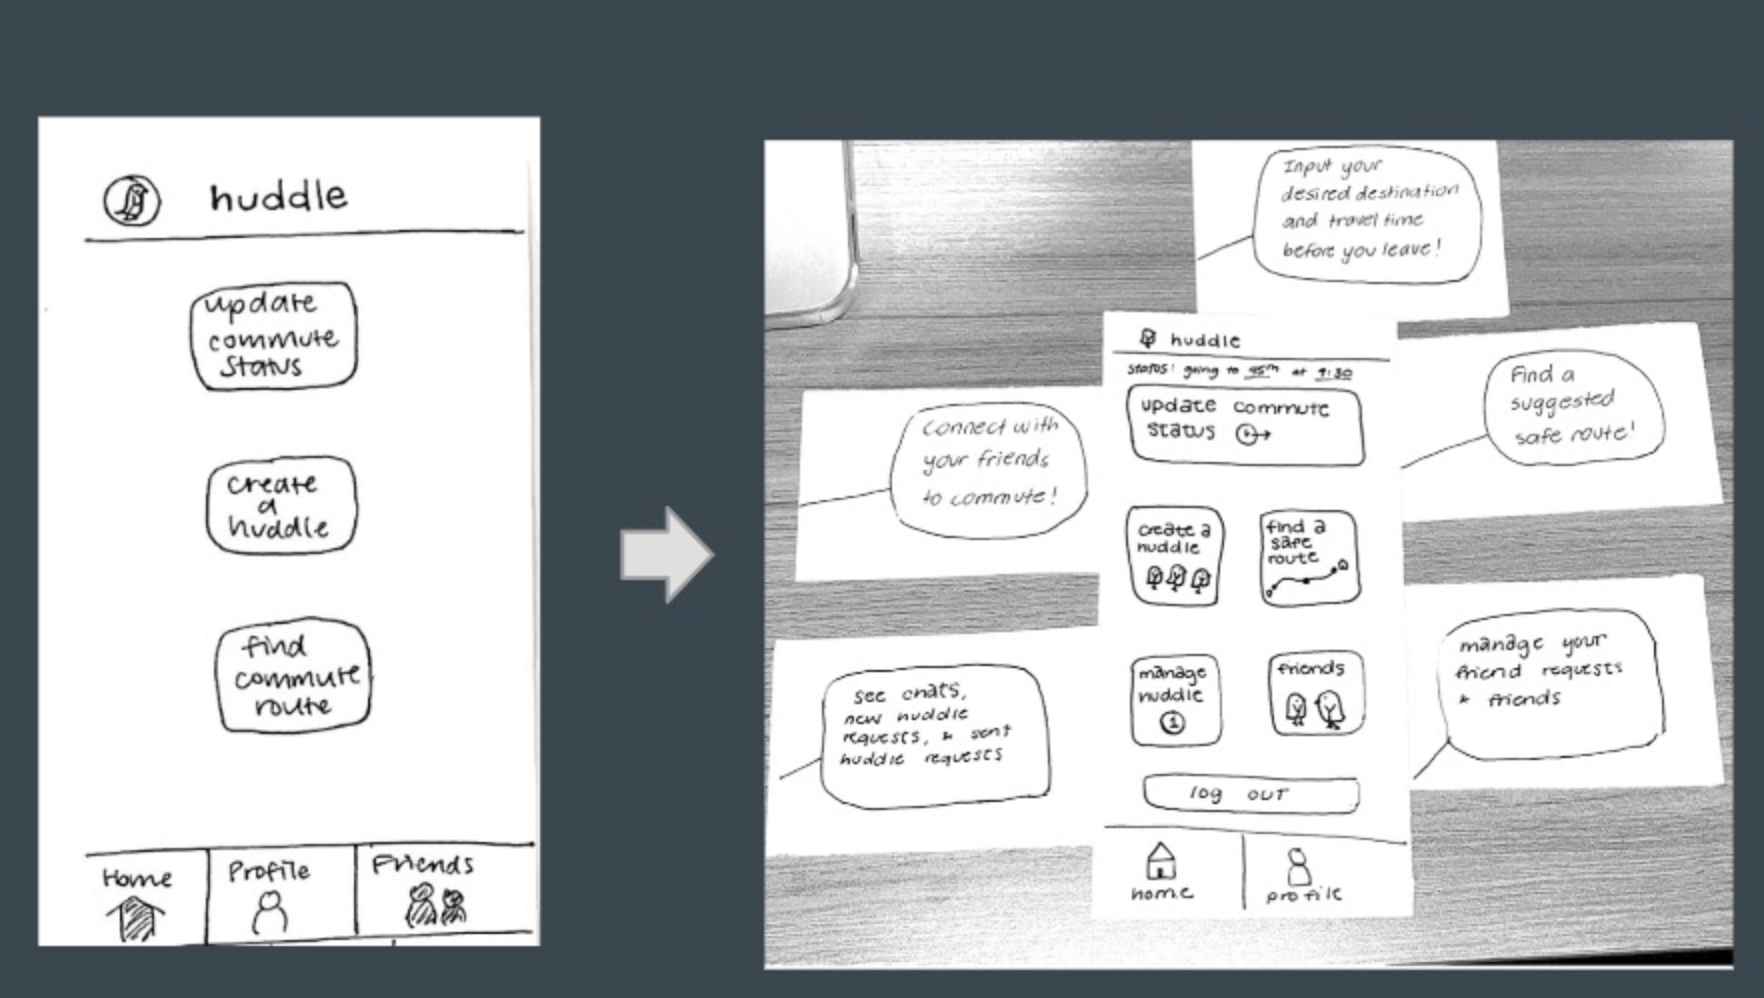 huddle
update
commute
status
create
a
huddle
find
commute
route
Home
Profile
Friends
Input your
desired destination
and travel time
before you leave!
Connect with
your friends
to commute!
Find a
suggested
safe route!
see chats,
new huddle
requests, & sent
huddle requests
manage your
friend requests
& friends
huddle
status: going to 45th at 9:30
update commute
status
create a
huddle
find a
safe
route
manage
huddle
1
friends
log out
home
profile